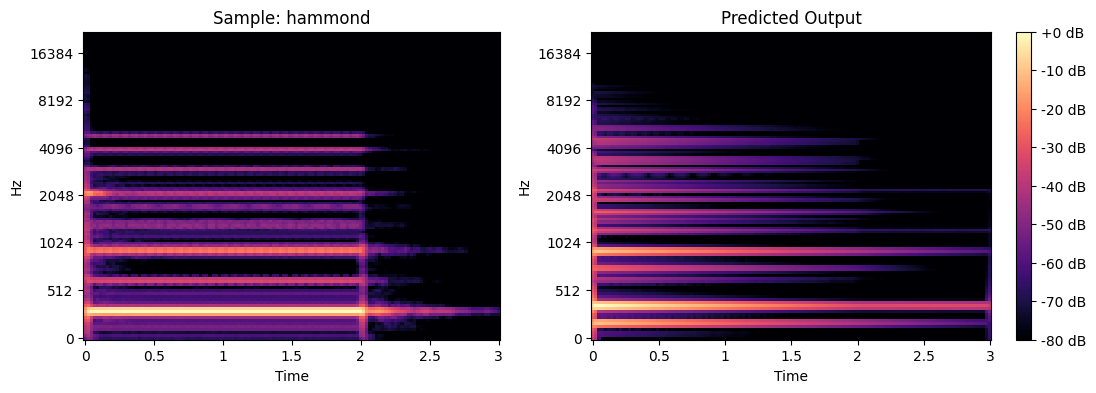 Sample: hammond
Predicted Output
16384
8192
4096
2048
1024
512
0
Hz
0
0.5
1
1.5
2
2.5
3
Time
16384
8192
4096
2048
1024
512
0
Hz
0
0.5
1
1.5
2
2.5
3
Time
+0 dB
-10 dB
-20 dB
-30 dB
-40 dB
-50 dB
-60 dB
-70 dB
-80 dB